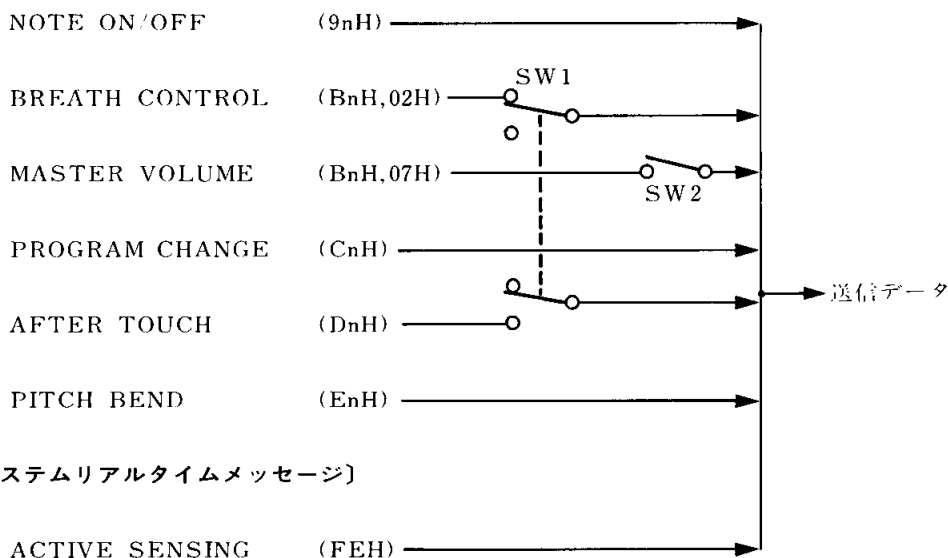 NOTE ON/OFF (9nH)
SW1
BREATH CONTROL (BnH,02H)
MASTER VOLUME (BnH,07H)
SW2
PROGRAM CHANGE (CnH)
送信データ
AFTER TOUCH (DnH)
PITCH BEND (EnH)
ステムリアルタイムメッセージ〕
ACTIVE SENSING (FEH)